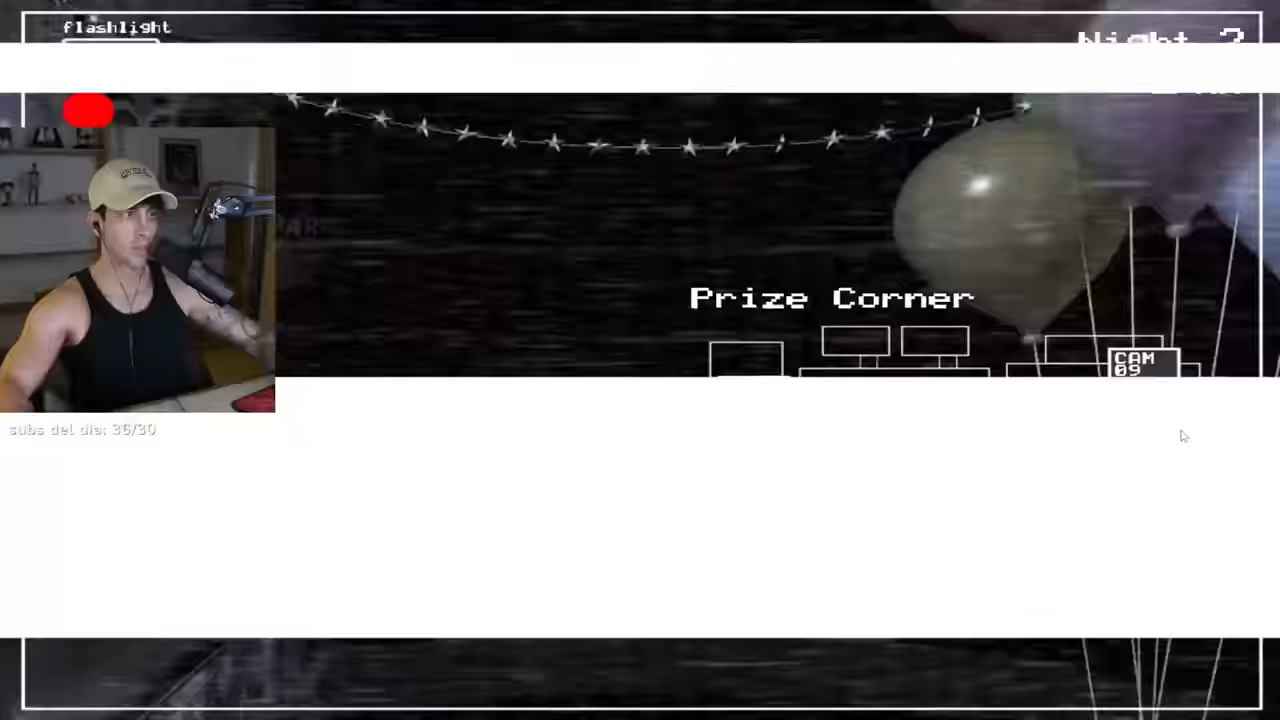 flashlight
Night 2
Prize Corner
CAM
09
subs del dia: 36/30